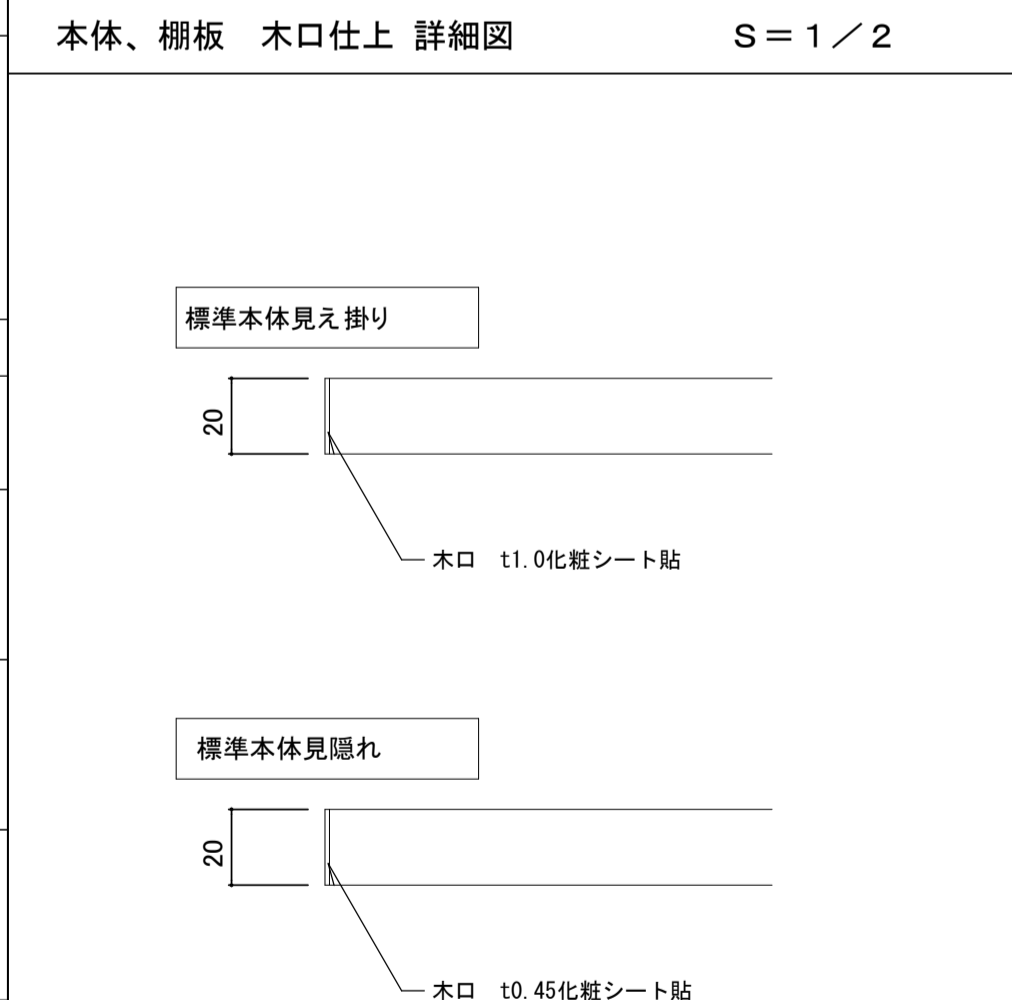 本体、棚板　木口仕上 詳細図　S＝１／２
標準本体見え掛り
20
木口　t1.0化粧シート貼
標準本体見隠れ
20
木口　t0.45化粧シート貼